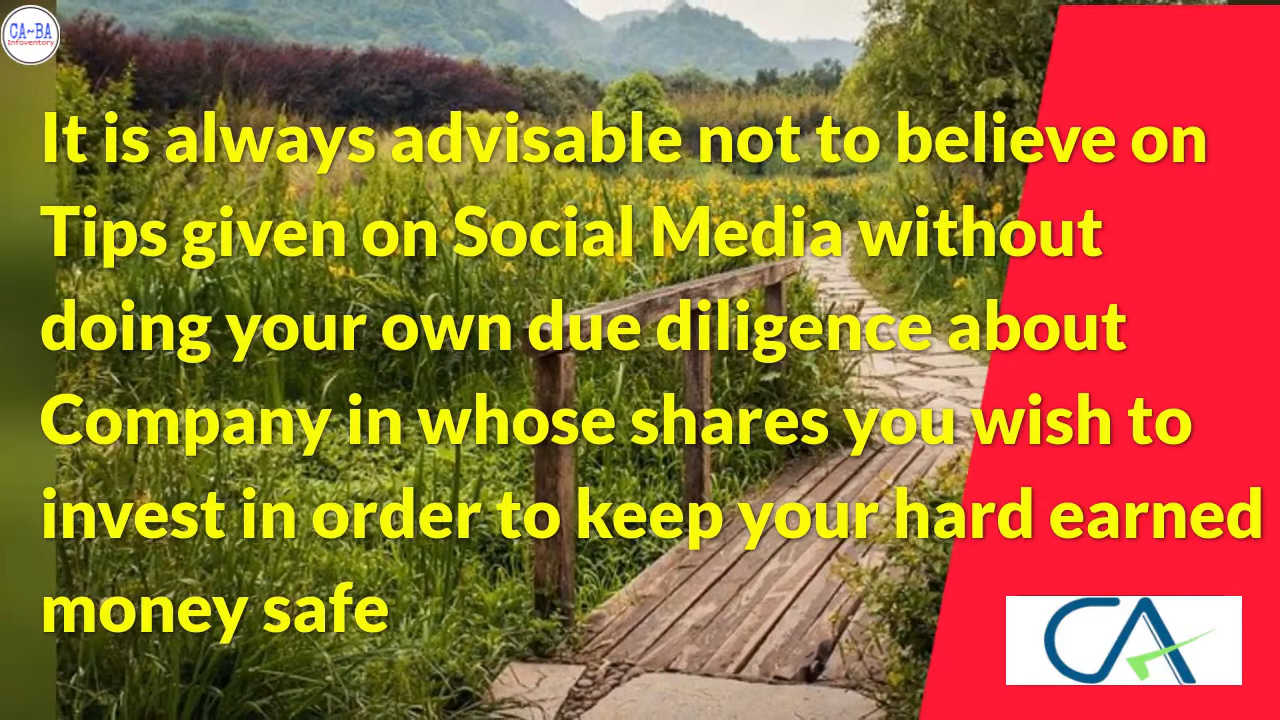 CA~BA
Infoventory
It is always advisable not to believe on
Tips given on Social Media without
doing your own due diligence about
Company in whose shares you wish to
invest in order to keep your hard earned
money safe
CA